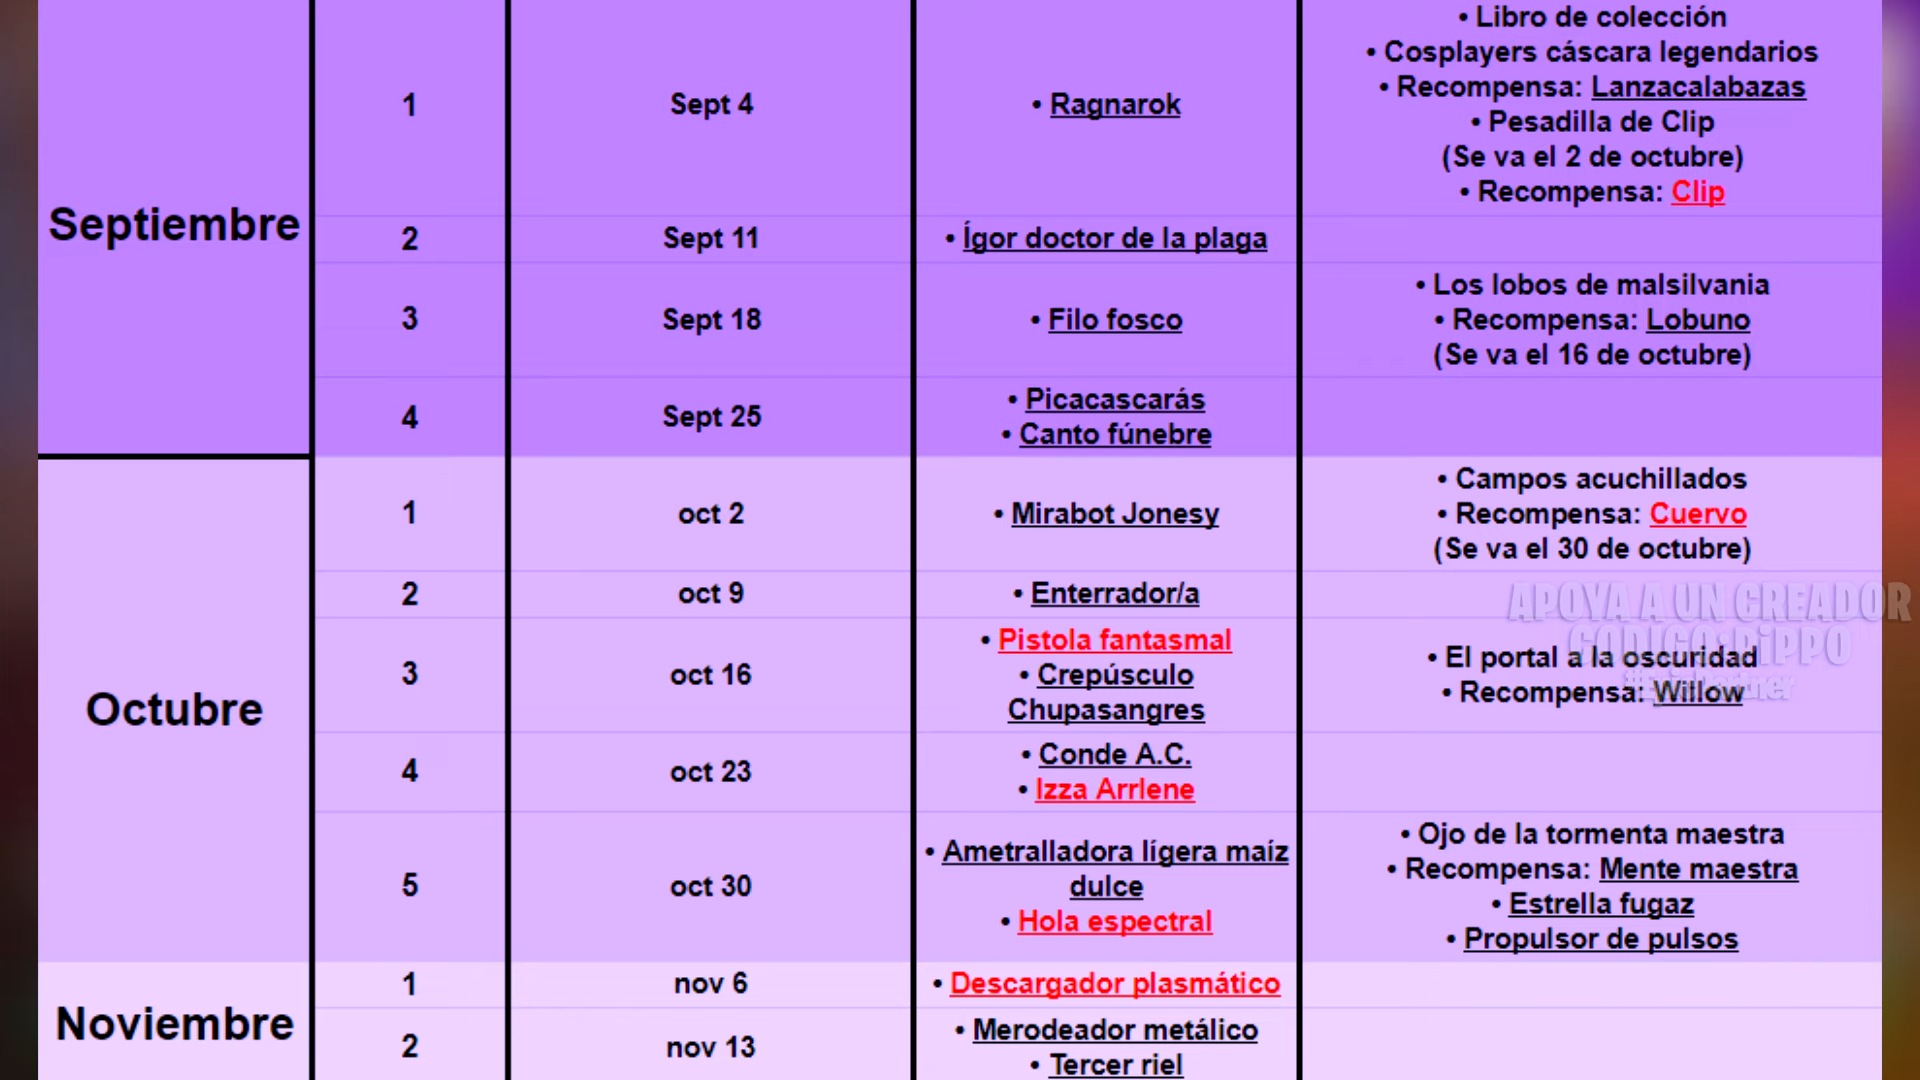 Septiembre
1
Sept 4
• Ragnarok
• Libro de colección
• Cosplayers cáscara legendarios
• Recompensa: Lanzacalabazas
• Pesadilla de Clip
(Se va el 2 de octubre)
• Recompensa: Clip
2
Sept 11
• Ígor doctor de la plaga
3
Sept 18
• Filo fosco
• Los lobos de malsilvania
• Recompensa: Lobuno
(Se va el 16 de octubre)
4
Sept 25
• Picacascarás
• Canto fúnebre
Octubre
1
oct 2
• Mirabot Jonesy
• Campos acuchillados
• Recompensa: Cuervo
(Se va el 30 de octubre)
2
oct 9
• Enterrador/a
3
oct 16
• Pistola fantasmal
• Crepúsculo
Chupasangres
• El portal a la oscuridad
• Recompensa: Willow
4
oct 23
• Conde A.C.
• Izza Arrlene
5
oct 30
• Ametralladora lígera maíz
dulce
• Hola espectral
• Ojo de la tormenta maestra
• Recompensa: Mente maestra
• Estrella fugaz
• Propulsor de pulsos
Noviembre
1
nov 6
• Descargador plasmático
2
nov 13
• Merodeador metálico
• Tercer riel
APOYA A UN CREADOR
CODIGO: PiPPO